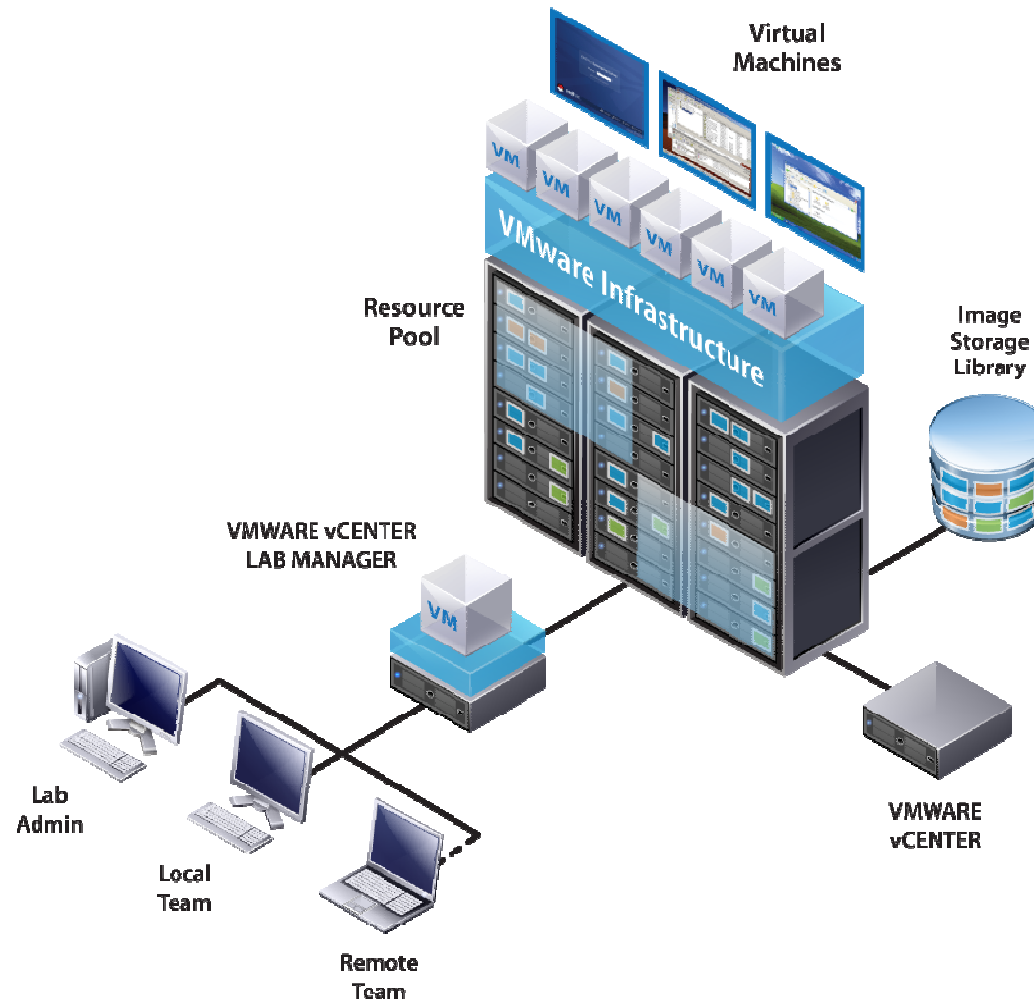 Virtual
Machines
VM
VM
VM
VM
VM
VM
VMware Infrastructure
Resource
Pool
Image
Storage
Library
VMWARE vCENTER
LAB MANAGER
VM
Lab
Admin
Local
Team
Remote
Team
VMWARE
vCENTER